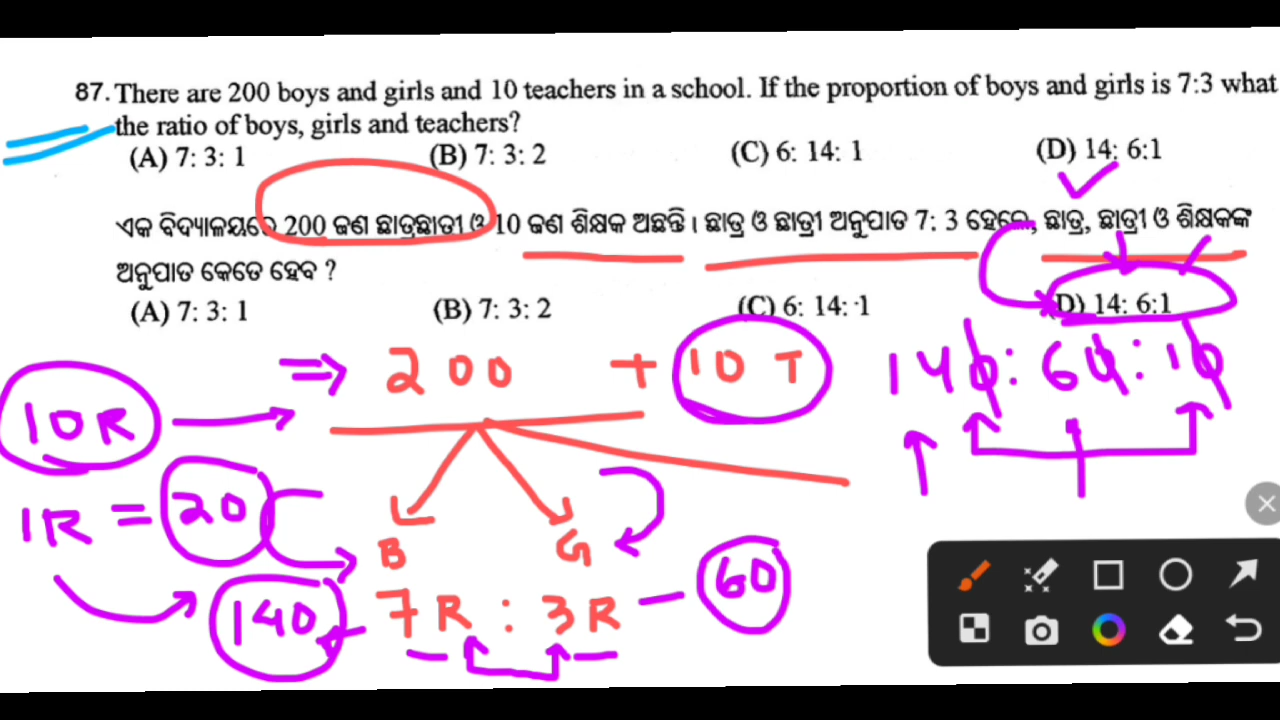 87. There are 200 boys and girls and 10 teachers in a school. If the proportion of boys and girls is 7:3 what
the ratio of boys, girls and teachers?
(A) 7: 3: 1 (B) 7: 3: 2 (C) 6: 14: 1 (D) 14: 6:1
ଏକ ବିଦ୍ୟାଳୟରେ 200 ଜଣ ଛାତ୍ରଛାତ୍ରୀ ଓ 10 ଜଣ ଶିକ୍ଷକ ଅଛନ୍ତି । ଛାତ୍ର ଓ ଛାତ୍ରୀ ଅନୁପାତ 7: 3 ହେଲେ, ଛାତ୍ର, ଛାତ୍ରୀ ଓ ଶିକ୍ଷକଙ୍କ
ଅନୁପାତ କେତେ ହେବ ?
(A) 7: 3: 1 (B) 7: 3: 2 (C) 6: 14: 1 (D) 14: 6:1
⇒ 200 + 10 T 140 : 60 : 10
10R
1R = 20
B G
140 7R : 3R - 60